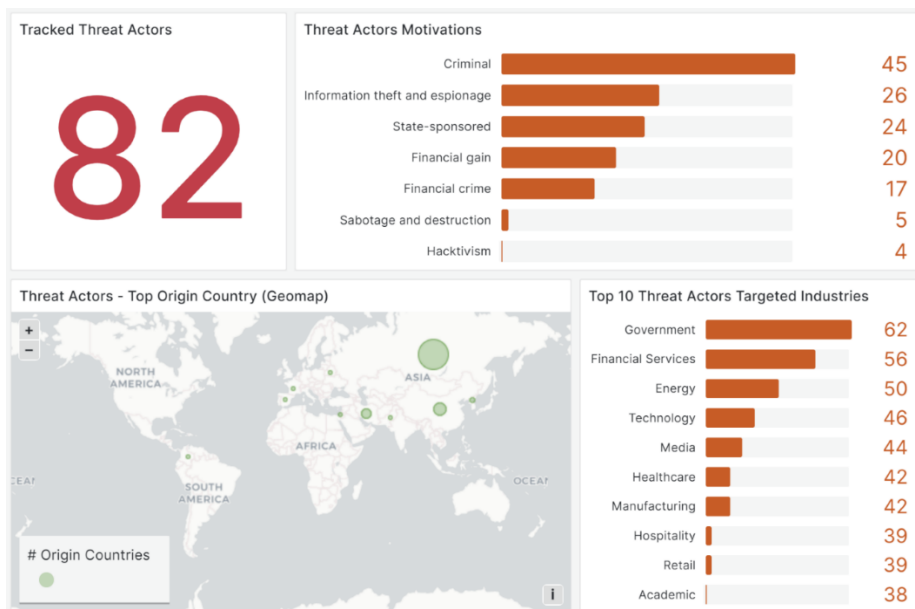 Tracked Threat Actors
82
Threat Actors Motivations
Criminal 45
Information theft and espionage 26
State-sponsored 24
Financial gain 20
Financial crime 17
Sabotage and destruction 5
Hacktivism 4
Threat Actors - Top Origin Country (Geomap)
+
−
NORTH
AMERICA
ASIA
AFRICA
SOUTH
AMERICA
CEAN
OCEAN
# Origin Countries
i
Top 10 Threat Actors Targeted Industries
Government 62
Financial Services 56
Energy 50
Technology 46
Media 44
Healthcare 42
Manufacturing 42
Hospitality 39
Retail 39
Academic 38